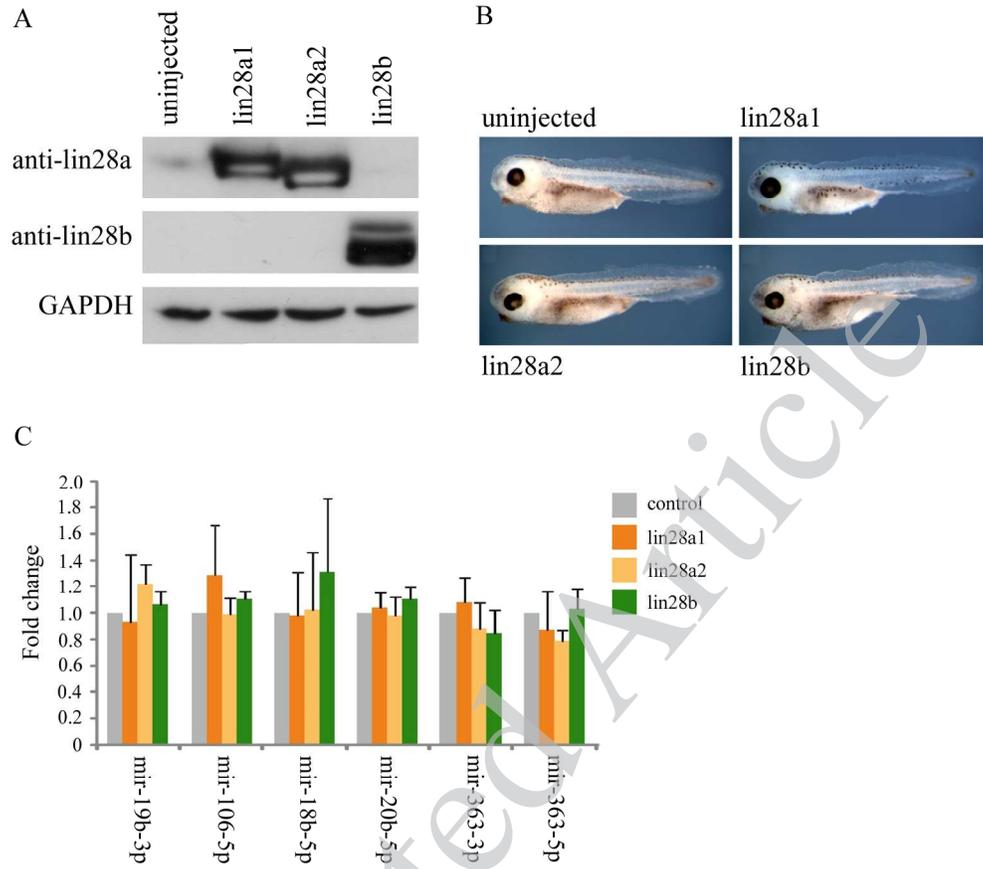 A
uninjected
lin28a1
lin28a2
lin28b
anti-lin28a
anti-lin28b
GAPDH
B
uninjected
lin28a1
lin28a2
lin28b
C
Fold change
2.0
1.8
1.6
1.4
1.2
1.0
0.8
0.6
0.4
0.2
0
mir-19b-3p
mir-106-5p
mir-18b-5p
mir-20b-5p
mir-363-3p
mir-363-5p
control
lin28a1
lin28a2
lin28b
ted Article